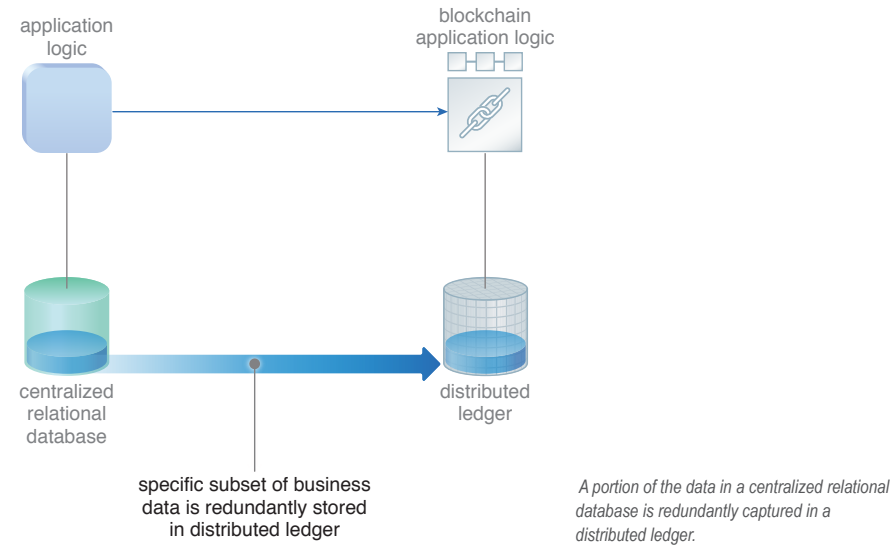 application
logic
blockchain
application logic
centralized
relational
database
distributed
ledger
specific subset of business
data is redundantly stored
in distributed ledger
A portion of the data in a centralized relational
database is redundantly captured in a
distributed ledger.